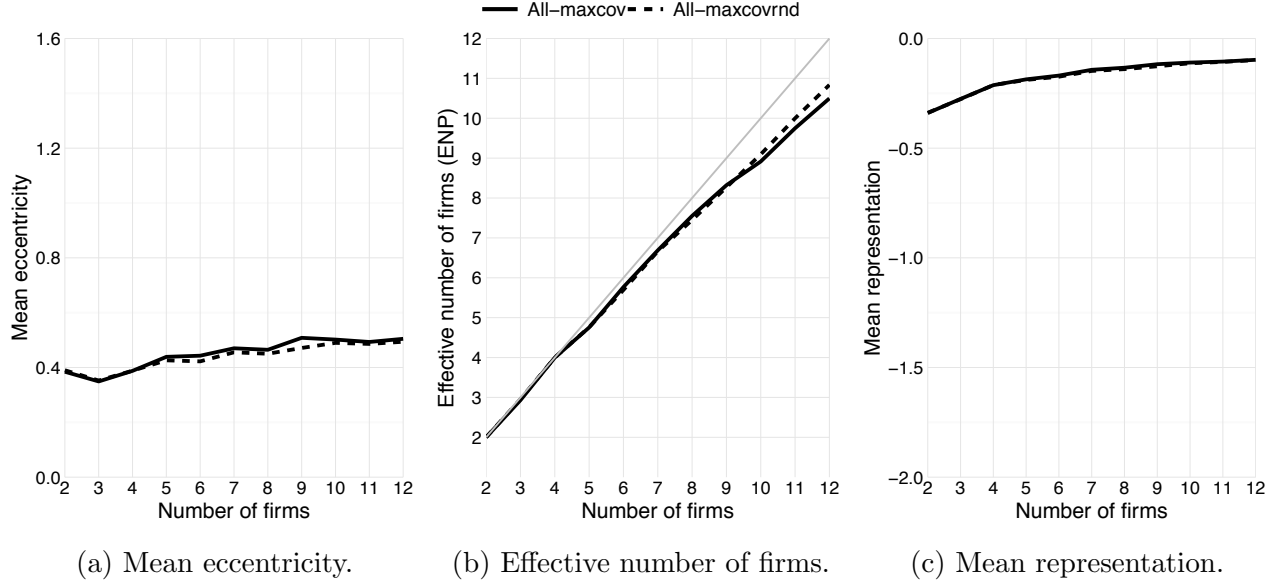 All-maxcov All-maxcovrnd
Mean eccentricity
1.6
1.2
0.8
0.4
0.0
2 3 4 5 6 7 8 9 10 11 12
Number of firms
(a) Mean eccentricity.
Effective number of firms (ENP)
12
11
10
9
8
7
6
5
4
3
2
2 3 4 5 6 7 8 9 10 11 12
Number of firms
(b) Effective number of firms.
Mean representation
0.0
−0.5
−1.0
−1.5
−2.0
2 3 4 5 6 7 8 9 10 11 12
Number of firms
(c) Mean representation.